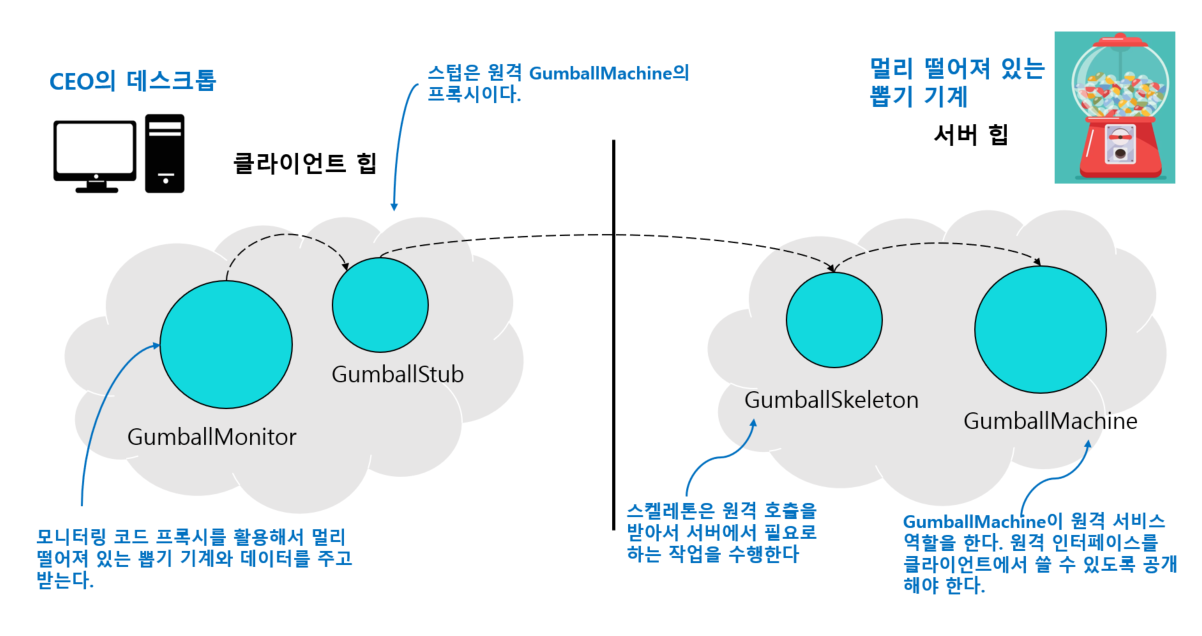 CEO의 데스크톱
클라이언트 힙
스텁은 원격 GumballMachine의
프록시이다.
멀리 떨어져 있는
뽑기 기계
서버 힙
GumballStub
GumballMonitor
GumballSkeleton
GumballMachine
모니터링 코드 프록시를 활용해서 멀리
떨어져 있는 뽑기 기계와 데이터를 주고
받는다.
스켈레톤은 원격 호출을
받아서 서버에서 필요로
하는 작업을 수행한다
GumballMachine이 원격 서비스
역할을 한다. 원격 인터페이스를
클라이언트에서 쓸 수 있도록 공개
해야 한다.